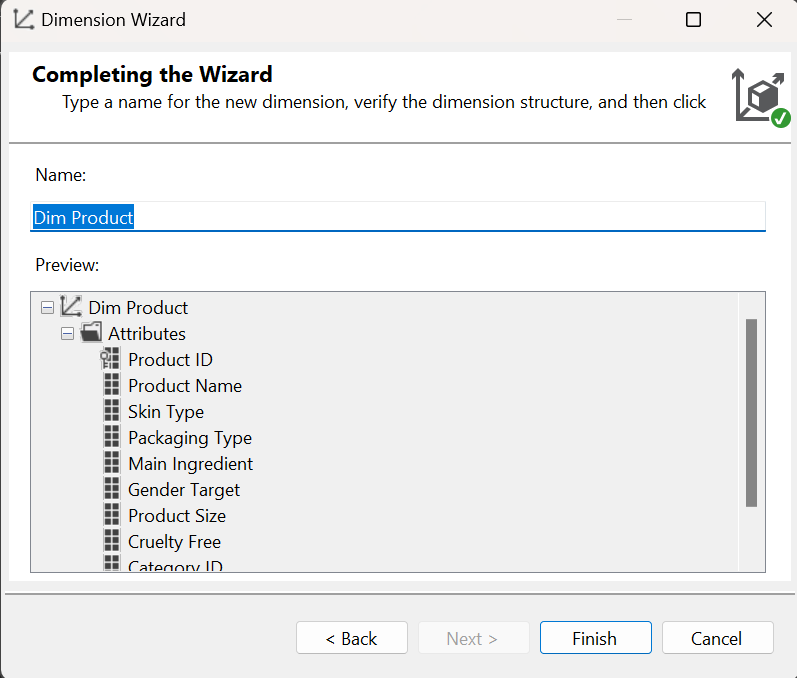 Dimension Wizard
Completing the Wizard
Type a name for the new dimension, verify the dimension structure, and then click
Name:
Dim Product
Preview:
Dim Product
Attributes
Product ID
Product Name
Skin Type
Packaging Type
Main Ingredient
Gender Target
Product Size
Cruelty Free
Category ID
< Back
Next >
Finish
Cancel